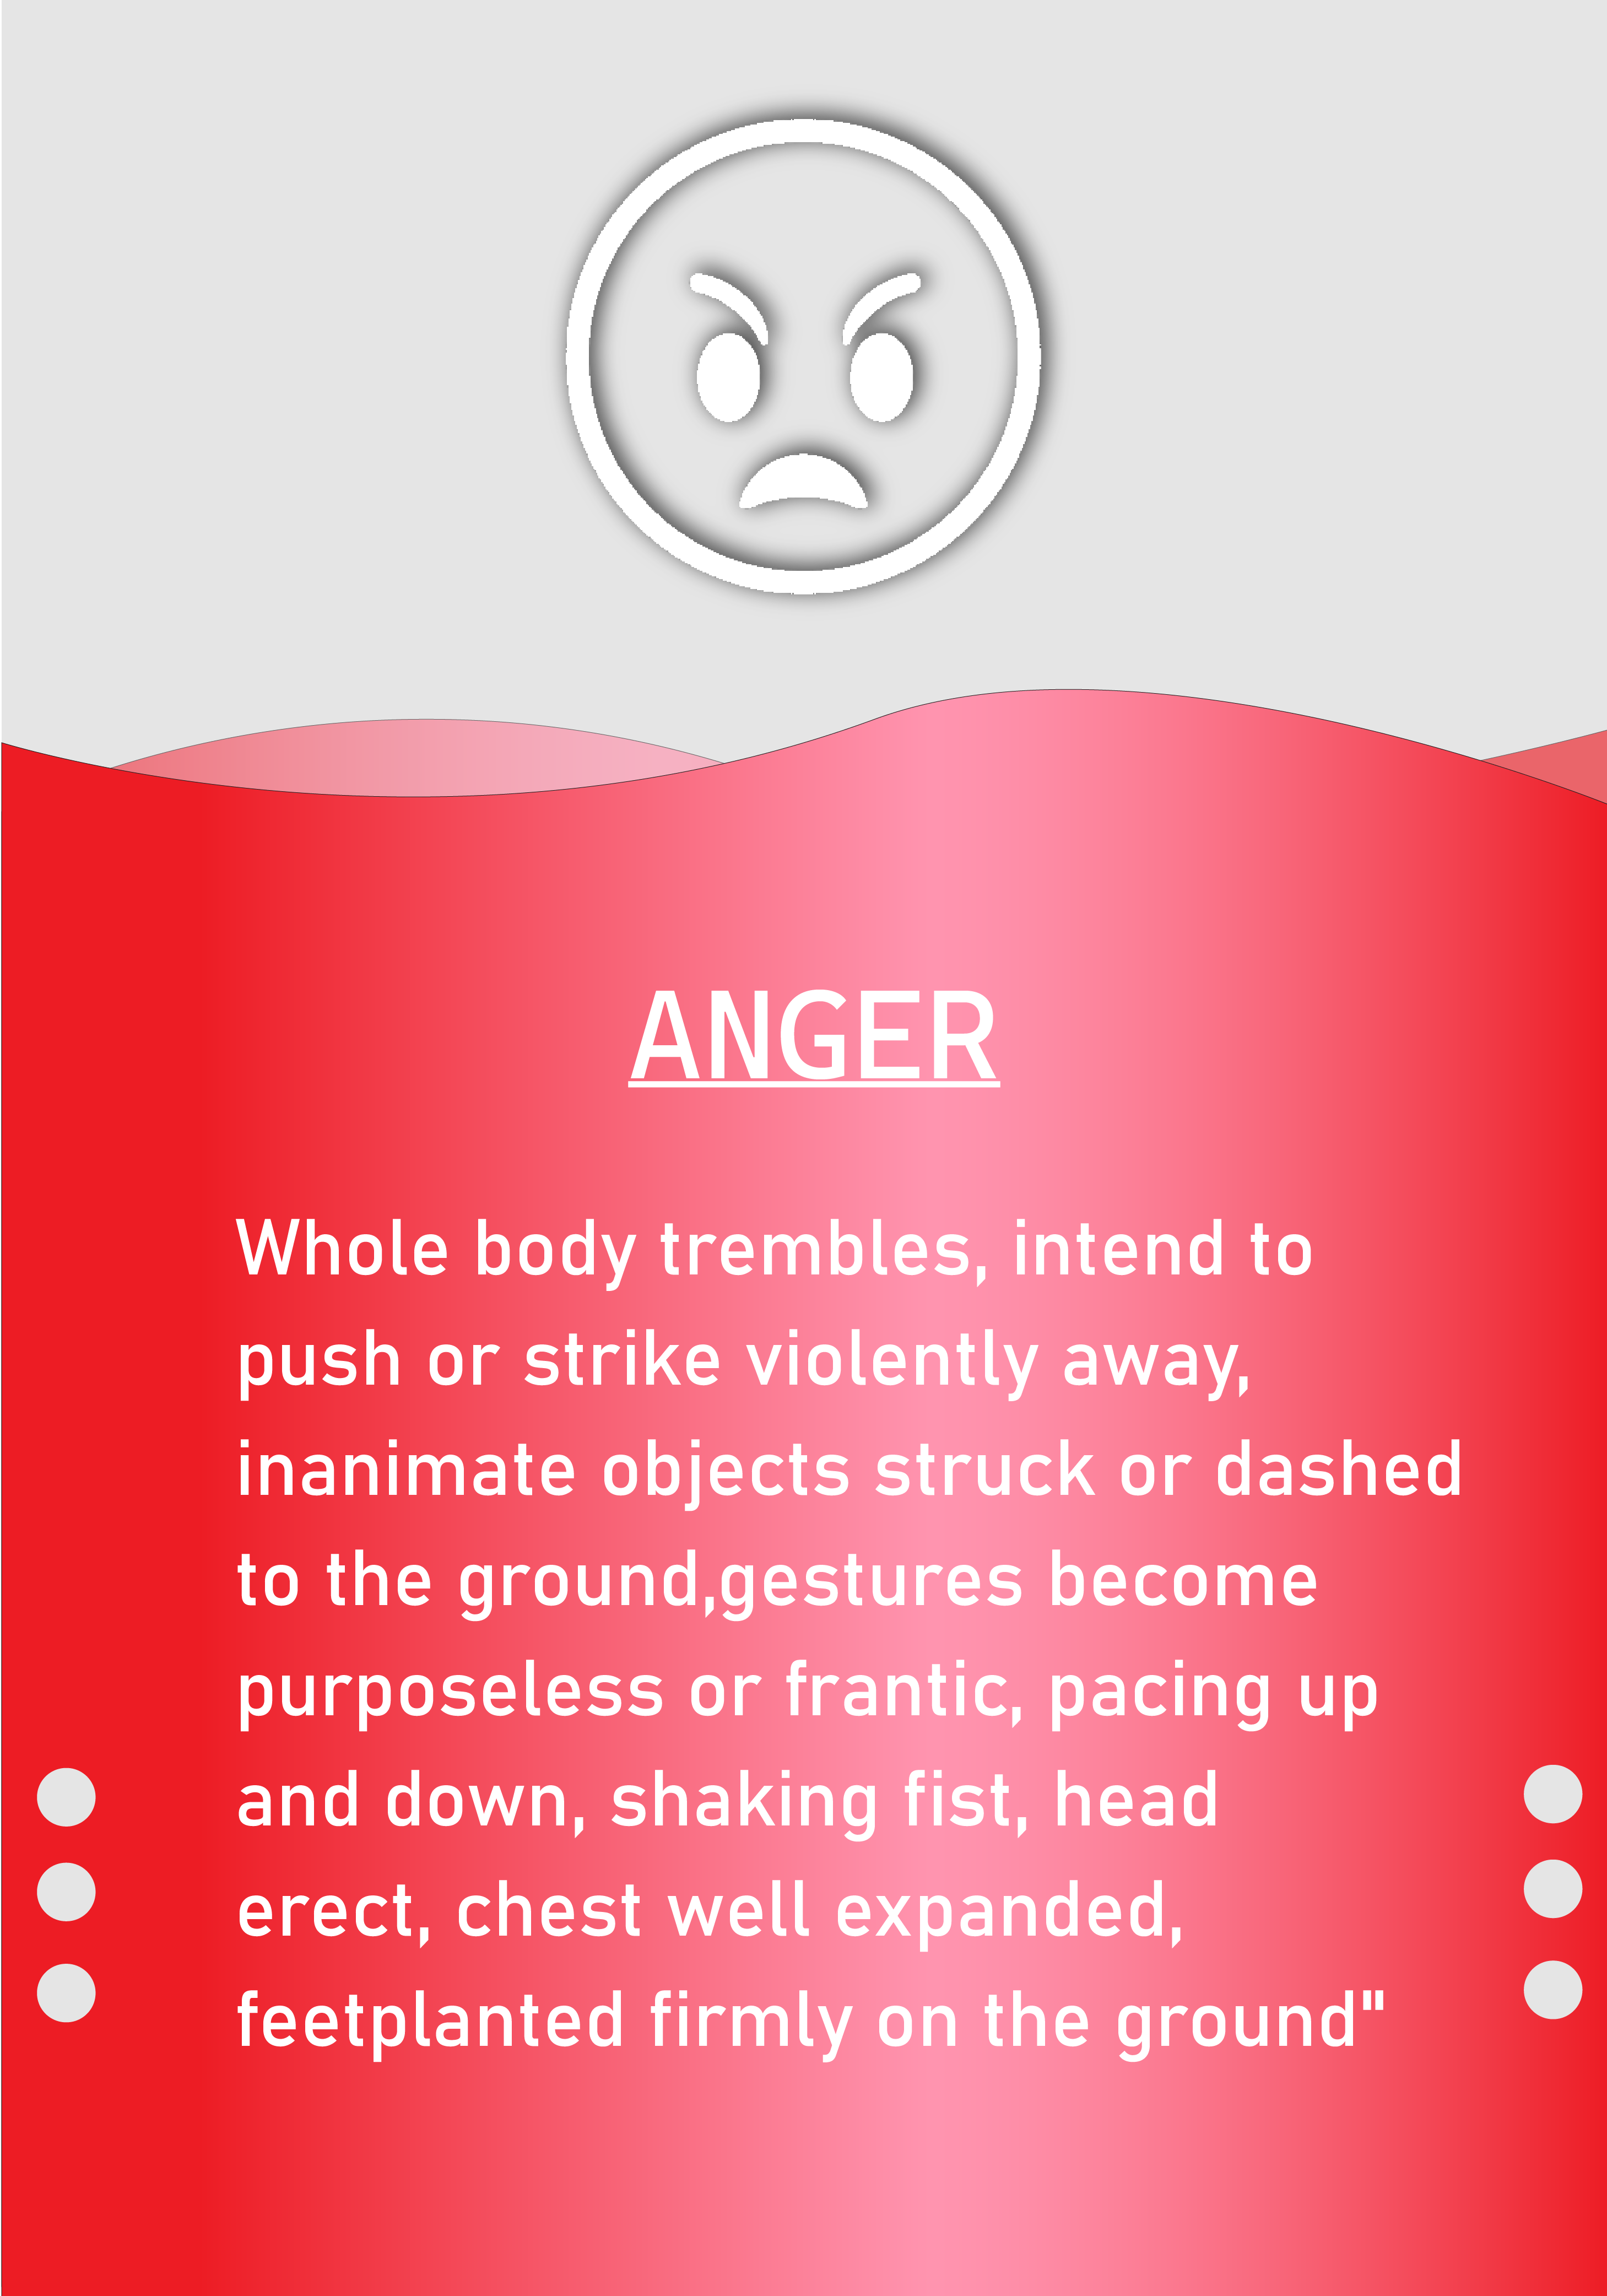 ANGER
Whole body trembles, intend to
push or strike violently away,
inanimate objects struck or dashed
to the ground,gestures become
purposeless or frantic, pacing up
and down, shaking fist, head
erect, chest well expanded,
feetplanted firmly on the ground"